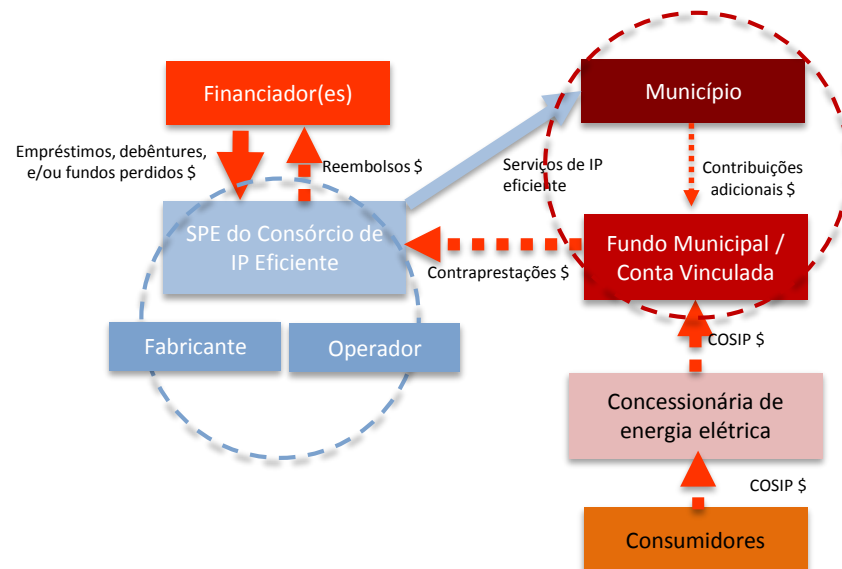 Financiador(es)
Município
Empréstimos, debêntures,
e/ou fundos perdidos $
Reembolsos $
Serviços de IP
eficiente
Contribuições
adicionais $
SPE do Consórcio de
IP Eficiente
Contraprestações $
Fundo Municipal /
Conta Vinculada
Fabricante
Operador
COSIP $
Concessionária de
energia elétrica
COSIP $
Consumidores